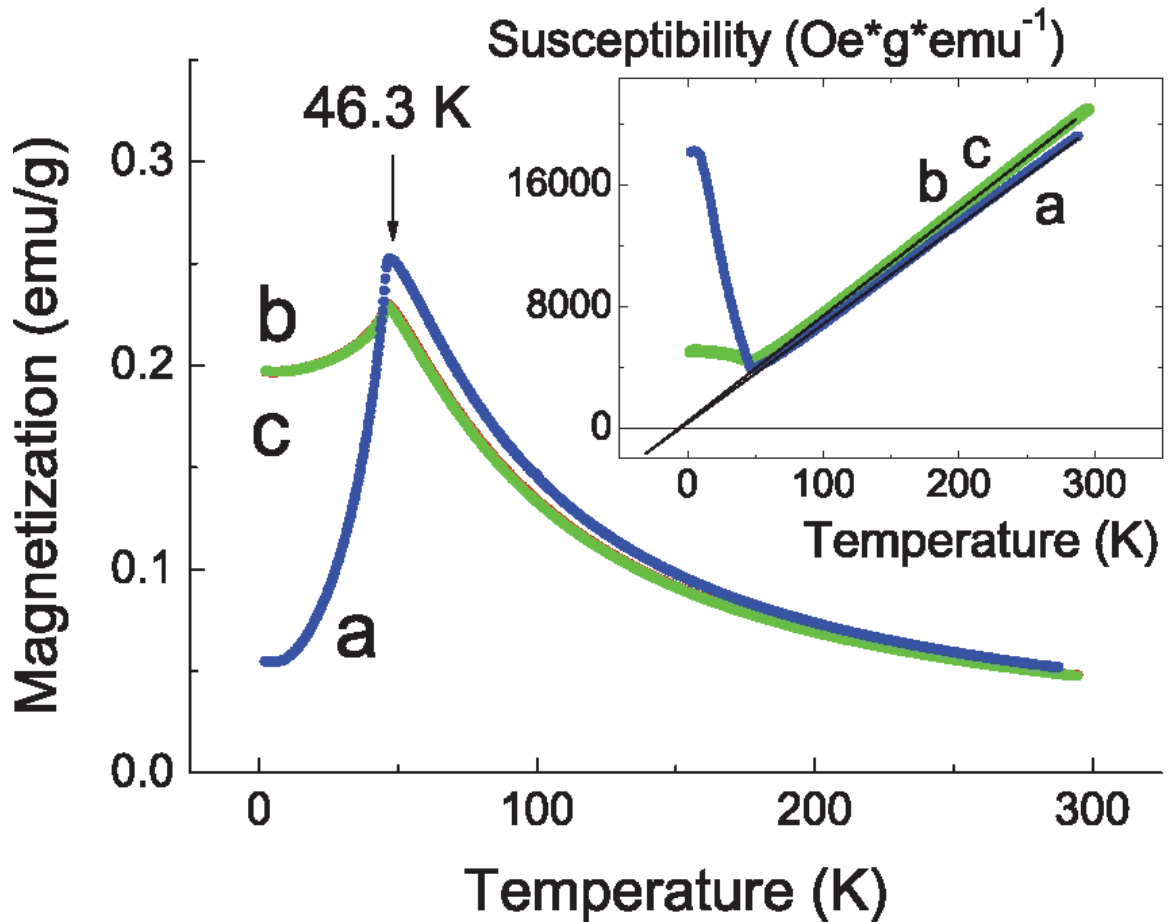 Susceptibility (Oe*g*emu⁻¹)
46.3 K
Magnetization (emu/g)
0.3
0.2
0.1
0.0
b
c
a
16000
8000
0
b
c
a
0
100
200
300
Temperature (K)
0
100
200
300
Temperature (K)